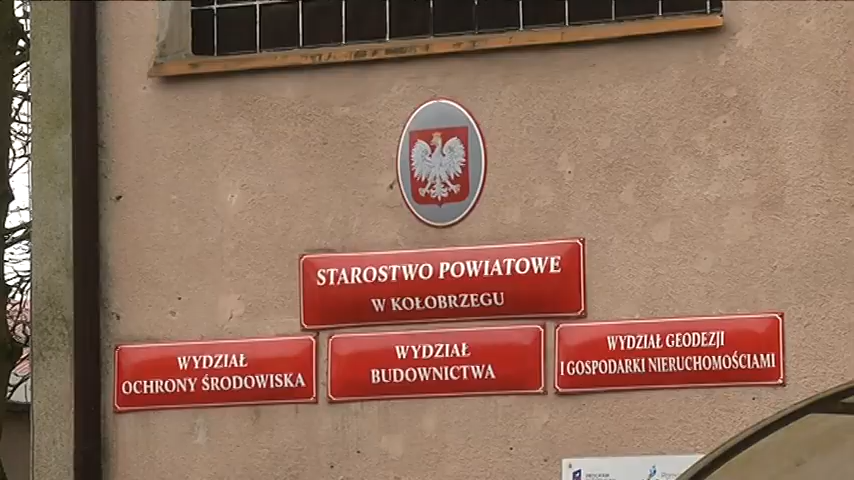 STAROSTWO POWIATOWE
W KOŁOBRZEGU
WYDZIAŁ
OCHRONY ŚRODOWISKA
WYDZIAŁ
BUDOWNICTWA
WYDZIAŁ GEODEZJI
I GOSPODARKI NIERUCHOMOŚCIAMI